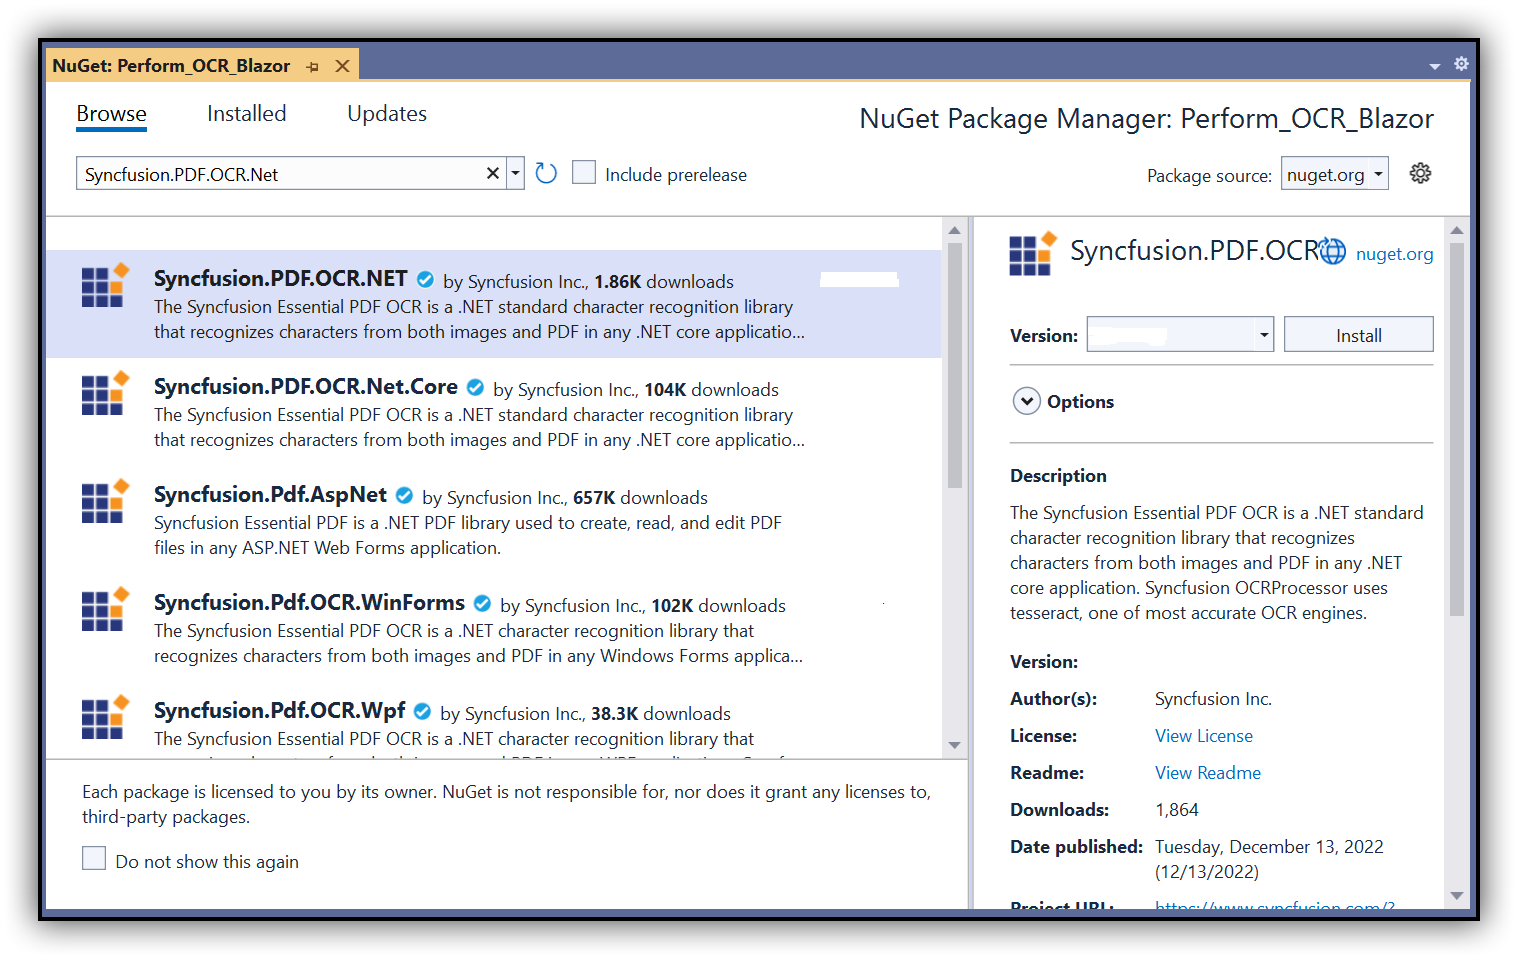 NuGet: Perform_OCR_Blazor
Browse Installed Updates
NuGet Package Manager: Perform_OCR_Blazor
Syncfusion.PDF.OCR.Net
Include prerelease
Package source: nuget.org
Syncfusion.PDF.OCR.NET by Syncfusion Inc., 1.86K downloads
The Syncfusion Essential PDF OCR is a .NET standard character recognition library
that recognizes characters from both images and PDF in any .NET core applicatio...
Syncfusion.PDF.OCR.Net.Core by Syncfusion Inc., 104K downloads
The Syncfusion Essential PDF OCR is a .NET standard character recognition library
that recognizes characters from both images and PDF in any .NET core applicatio...
Syncfusion.Pdf.AspNet by Syncfusion Inc., 657K downloads
Syncfusion Essential PDF is a .NET PDF library used to create, read, and edit PDF
files in any ASP.NET Web Forms application.
Syncfusion.Pdf.OCR.WinForms by Syncfusion Inc., 102K downloads
The Syncfusion Essential PDF OCR is a .NET character recognition library that
recognizes characters from both images and PDF in any Windows Forms applica...
Syncfusion.Pdf.OCR.Wpf by Syncfusion Inc., 38.3K downloads
The Syncfusion Essential PDF OCR is a .NET character recognition library that
Each package is licensed to you by its owner. NuGet is not responsible for, nor does it grant any licenses to,
third-party packages.
Do not show this again
Syncfusion.PDF.OCR nuget.org
Version: Install
Options
Description
The Syncfusion Essential PDF OCR is a .NET standard
character recognition library that recognizes
characters from both images and PDF in any .NET
core application. Syncfusion OCRProcessor uses
tesseract, one of most accurate OCR engines.
Version:
Author(s): Syncfusion Inc.
License: View License
Readme: View Readme
Downloads: 1,864
Date published: Tuesday, December 13, 2022
(12/13/2022)
Project URL: https://www.syncfusion.com/?